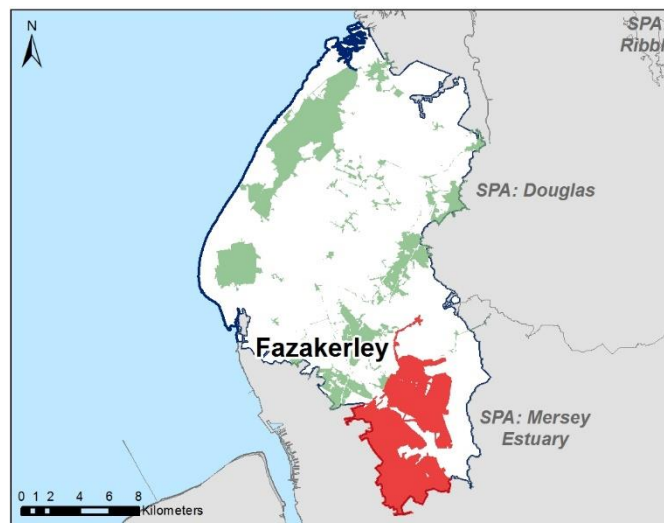 N
SPA
Ribbl
SPA: Douglas
Fazakerley
SPA: Mersey
Estuary
0 1 2 4 6 8
Kilometers